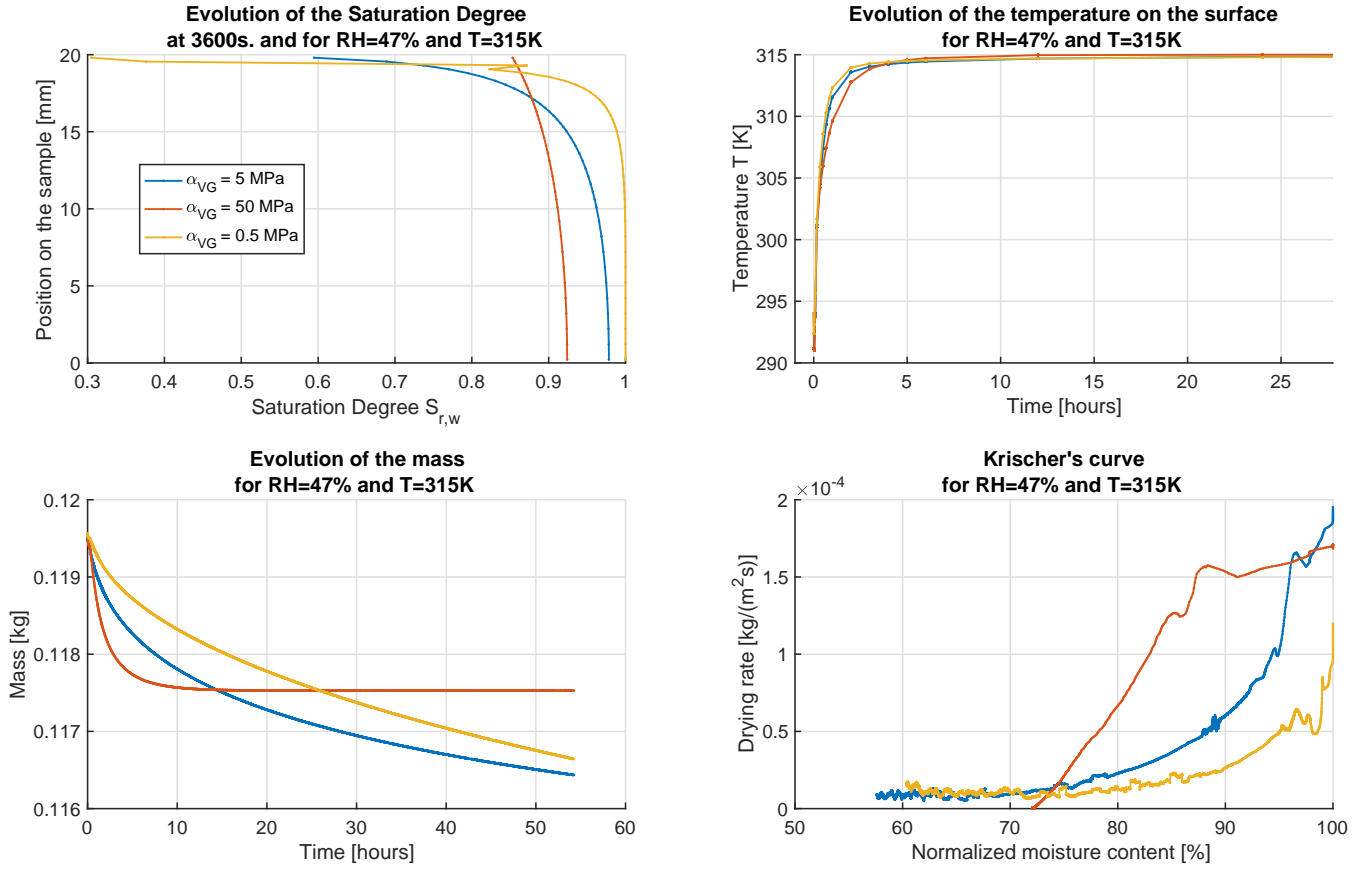 Evolution of the Saturation Degree
at 3600s. and for RH=47% and T=315K
20
15
10
5
0
Position on the sample [mm]
α_VG = 5 MPa
α_VG = 50 MPa
α_VG = 0.5 MPa
0.3 0.4 0.5 0.6 0.7 0.8 0.9 1
Saturation Degree S_r,w
Evolution of the temperature on the surface
for RH=47% and T=315K
315
310
305
300
295
290
Temperature T [K]
0 5 10 15 20 25
Time [hours]
Evolution of the mass
for RH=47% and T=315K
0.12
0.119
0.118
0.117
0.116
Mass [kg]
0 10 20 30 40 50 60
Time [hours]
Krischer's curve
for RH=47% and T=315K
×10^-4
2
1.5
1
0.5
0
Drying rate [kg/(m^2 s)]
50 60 70 80 90 100
Normalized moisture content [%]